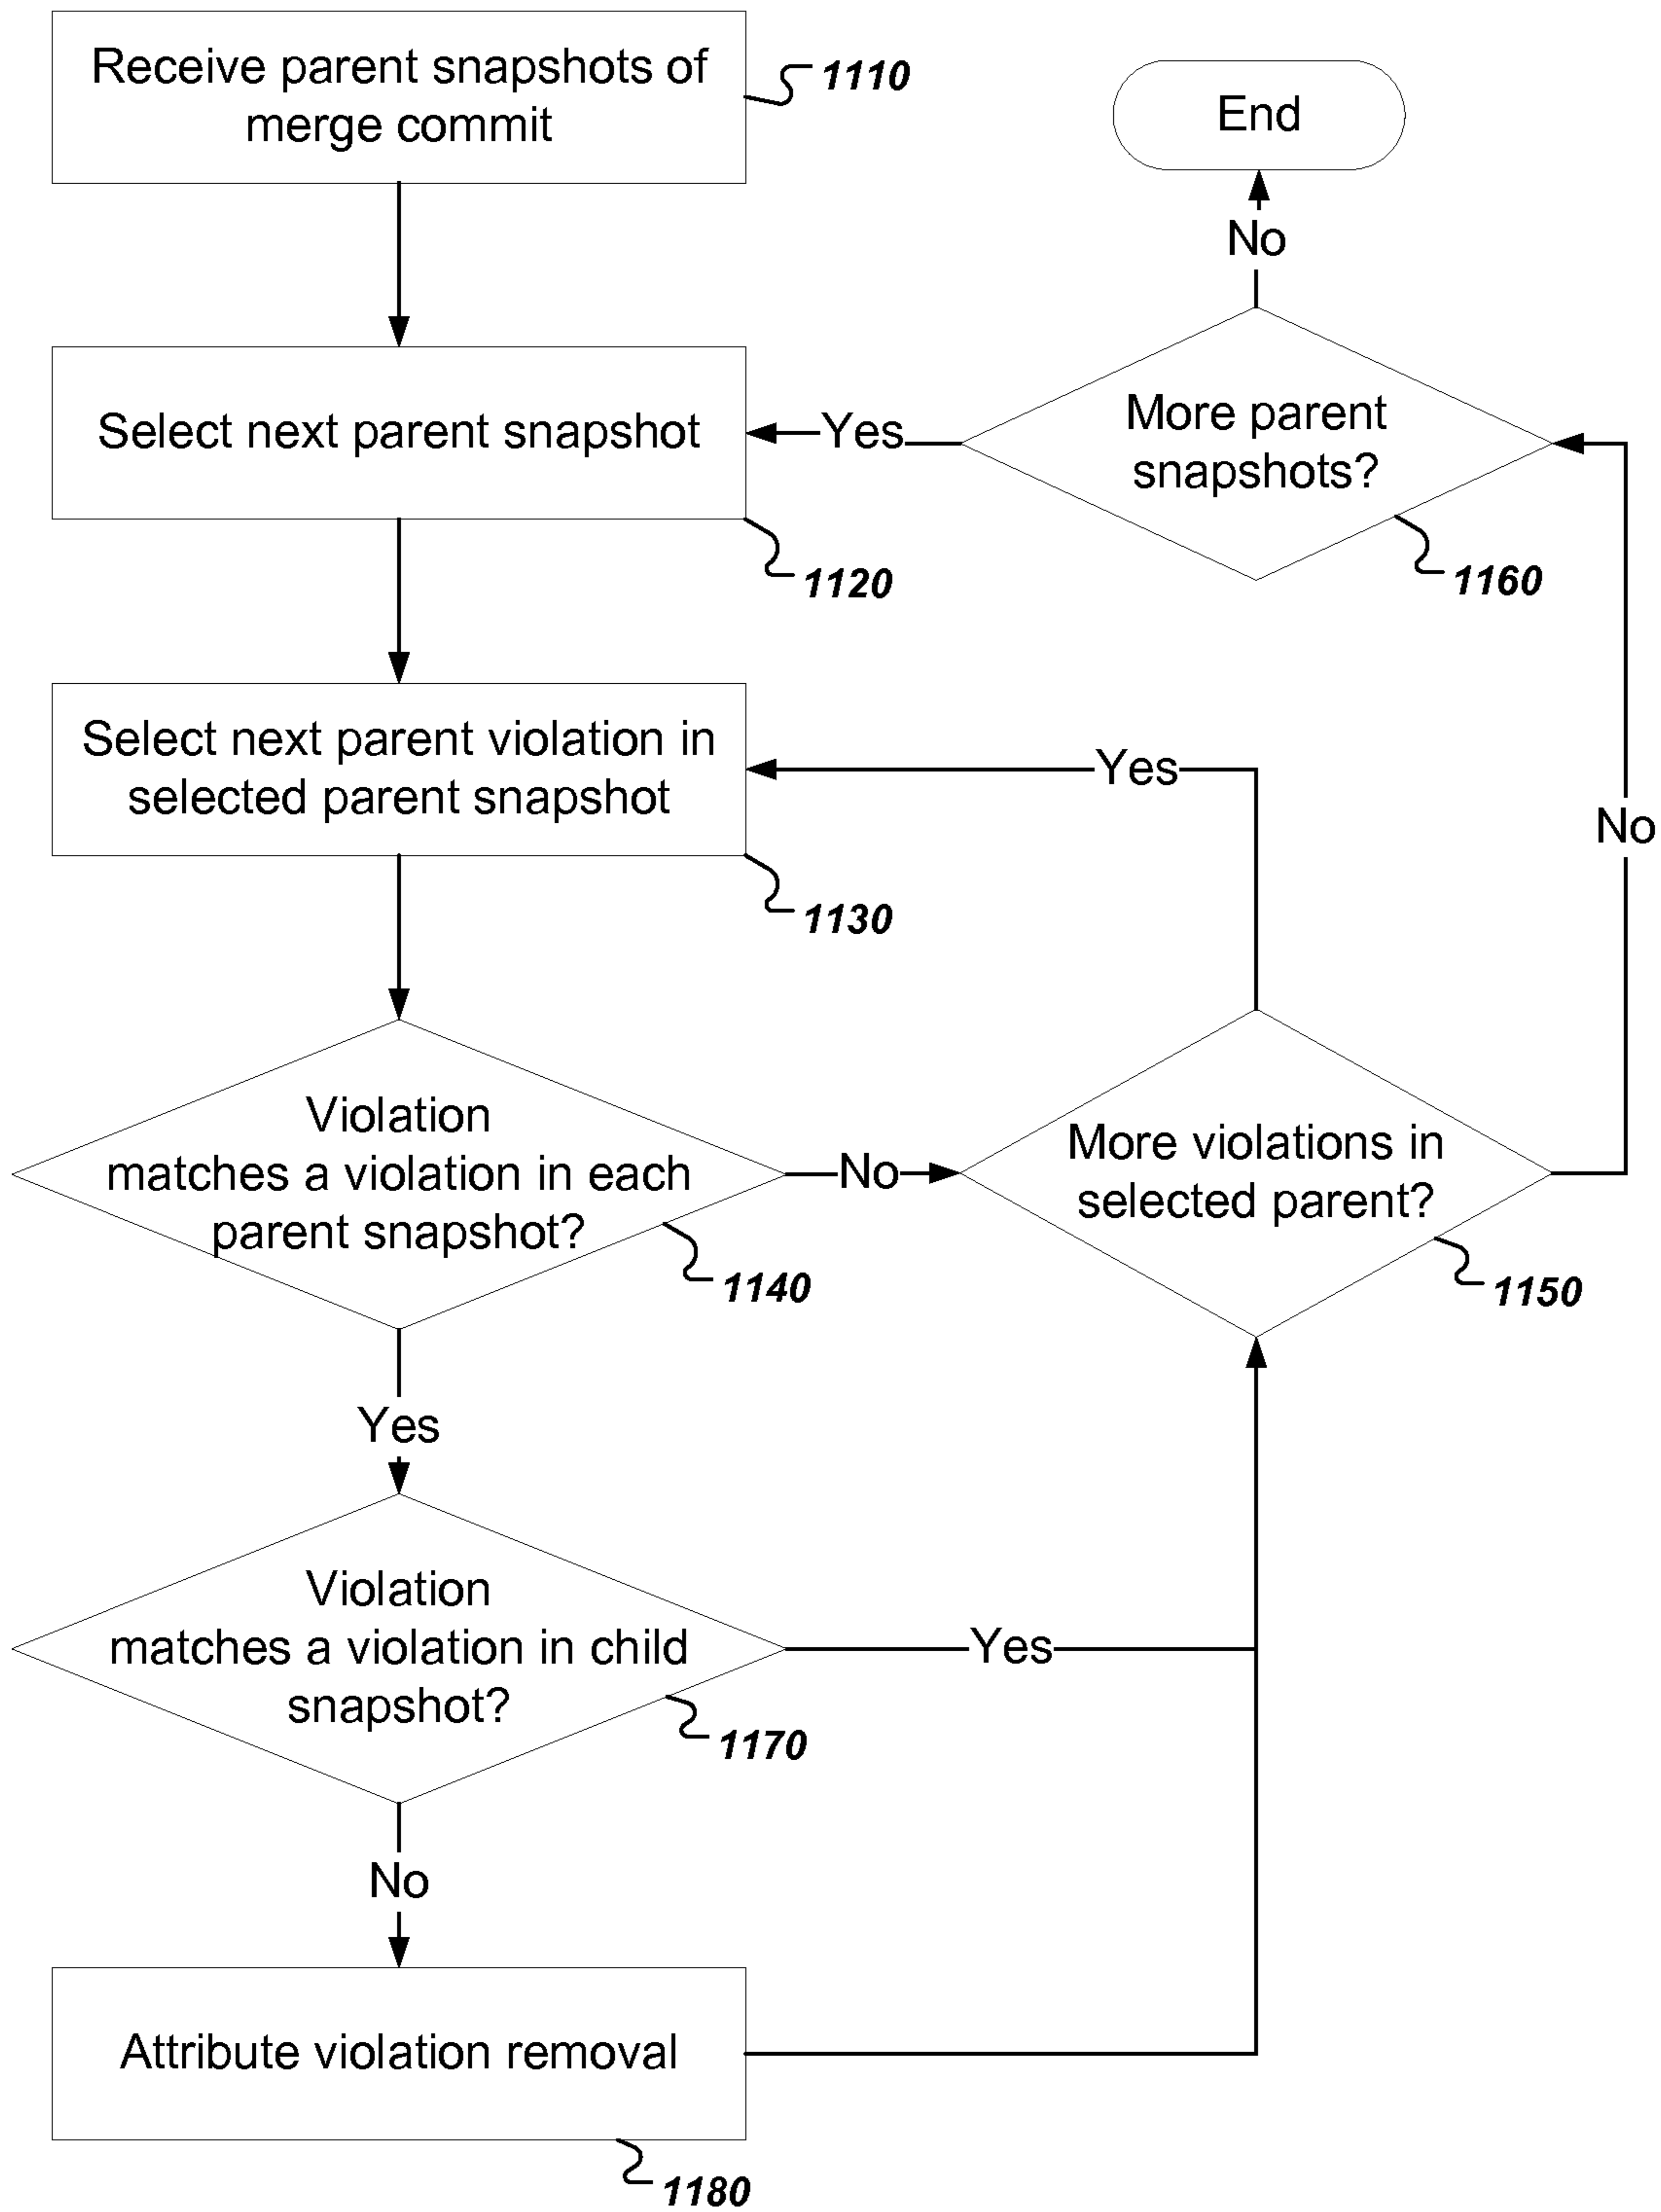 Receive parent snapshots of
merge commit
1110
End
No
Select next parent snapshot
Yes
More parent
snapshots?
1120
1160
Select next parent violation in
selected parent snapshot
Yes
No
1130
Violation
matches a violation in each
parent snapshot?
No
More violations in
selected parent?
1140
1150
Yes
Violation
matches a violation in child
snapshot?
Yes
1170
No
Attribute violation removal
1180